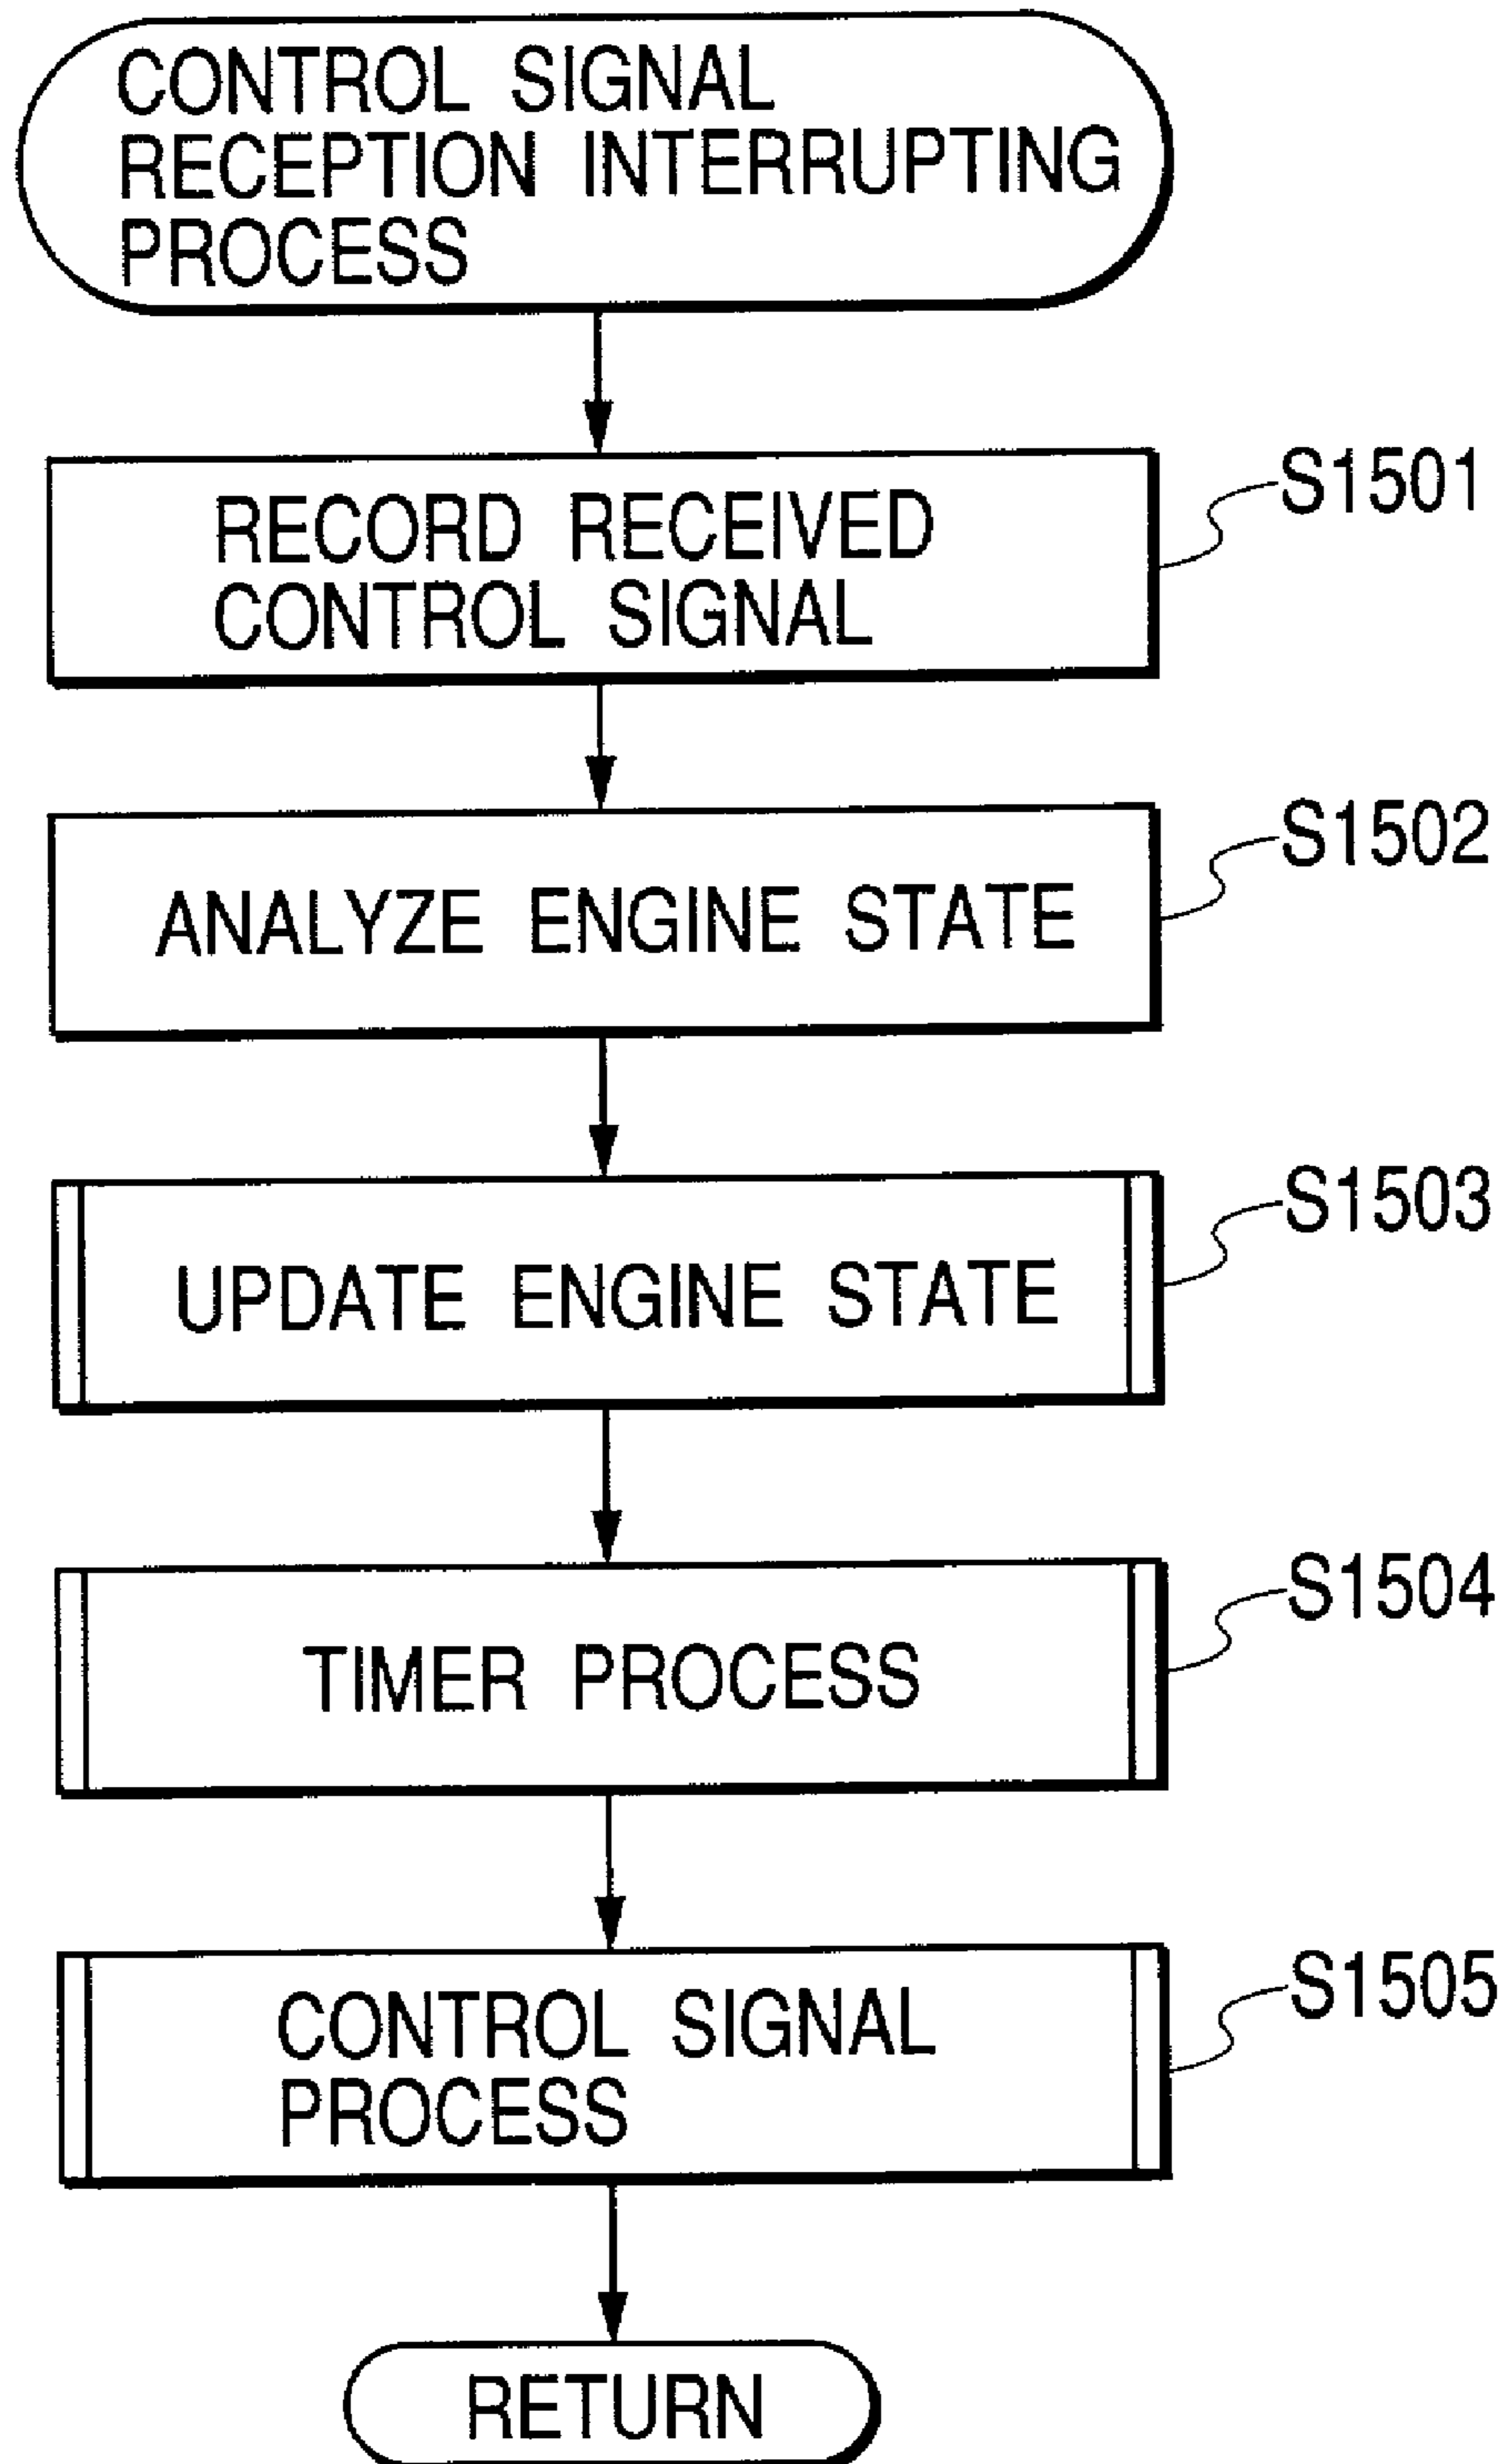 CONTROL SIGNAL
RECEPTION INTERRUPTING
PROCESS
S1501
RECORD RECEIVED
CONTROL SIGNAL
S1502
ANALYZE ENGINE STATE
S1503
UPDATE ENGINE STATE
S1504
TIMER PROCESS
S1505
CONTROL SIGNAL
PROCESS
RETURN